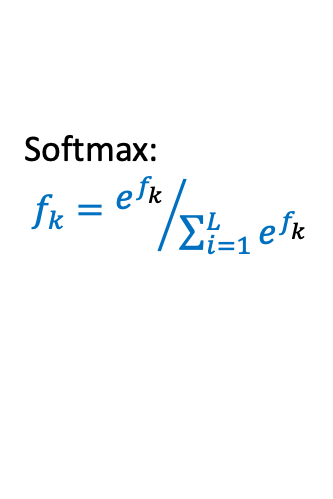 Softmax:
f_k = e^{f_k} / ∑_{i=1}^{L} e^{f_k}